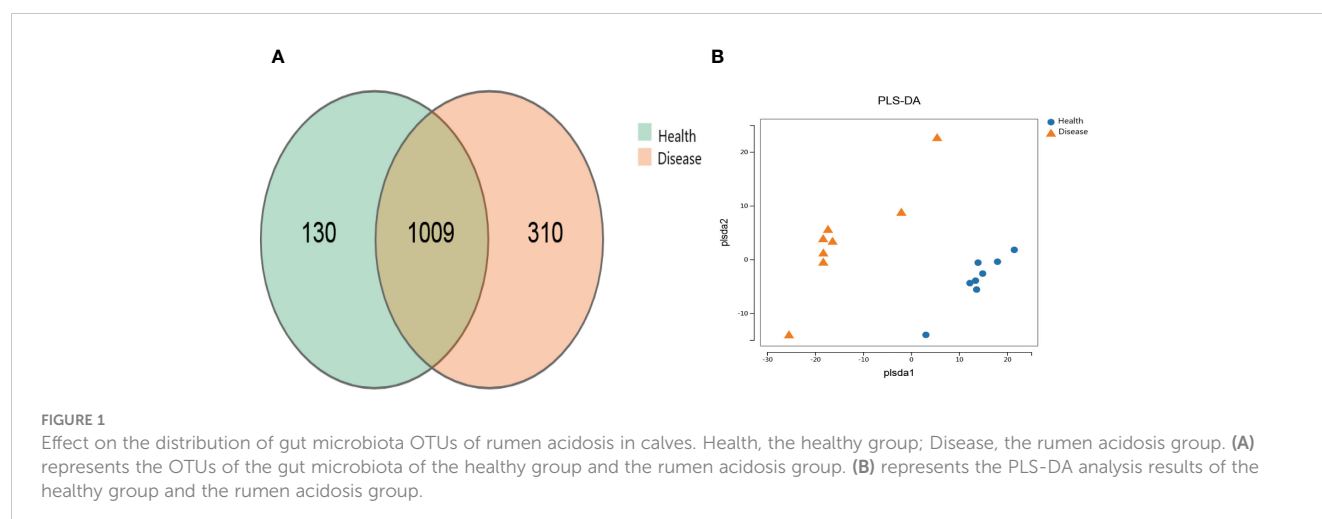 A
B
Health
Disease
130
1009
310
PLS-DA
Health
Disease
plsda2
20
10
0
-10
-30
-20
-10
0
10
20
plsda1
FIGURE 1
Effect on the distribution of gut microbiota OTUs of rumen acidosis in calves. Health, the healthy group; Disease, the rumen acidosis group. (A)
represents the OTUs of the gut microbiota of the healthy group and the rumen acidosis group. (B) represents the PLS-DA analysis results of the
healthy group and the rumen acidosis group.